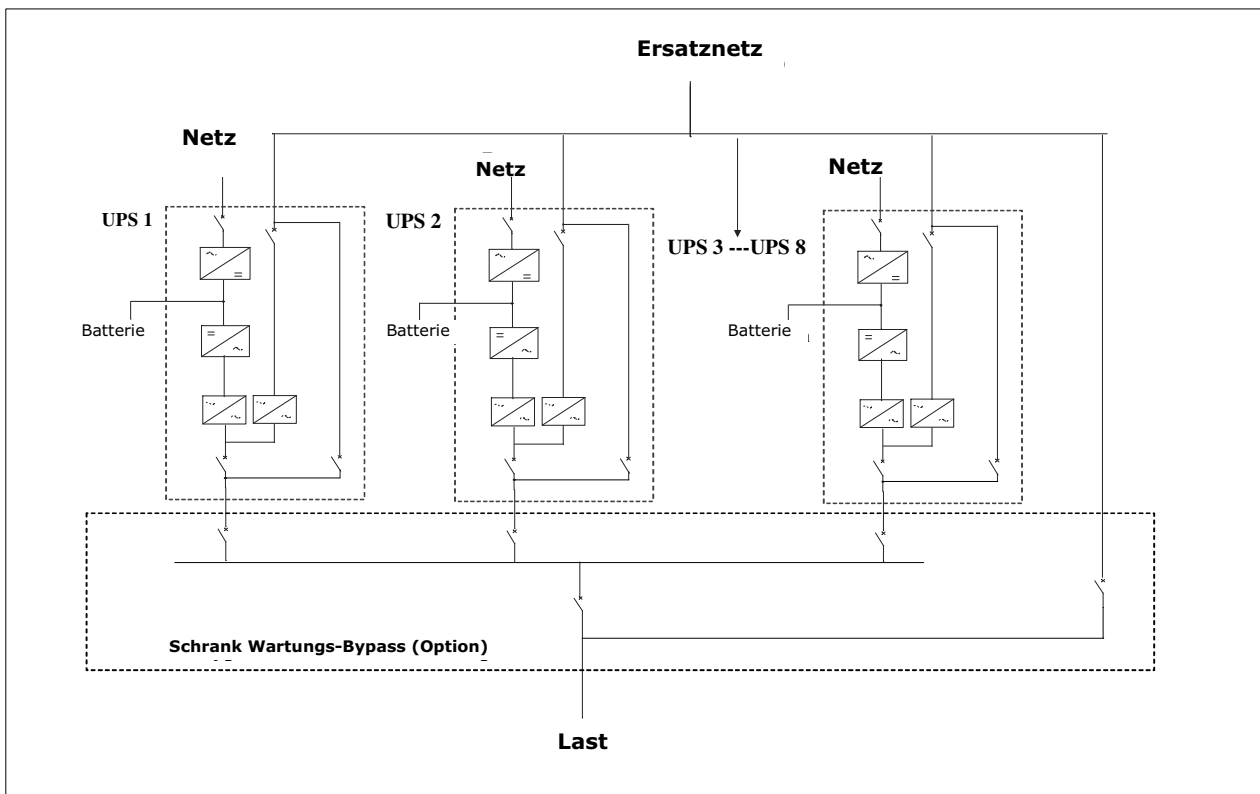 Ersatznetz
Netz
Netz
Netz
UPS 1
UPS 2
UPS 3 ---UPS 8
Batterie
Batterie
Batterie
Schrank Wartungs-Bypass (Option)
Last